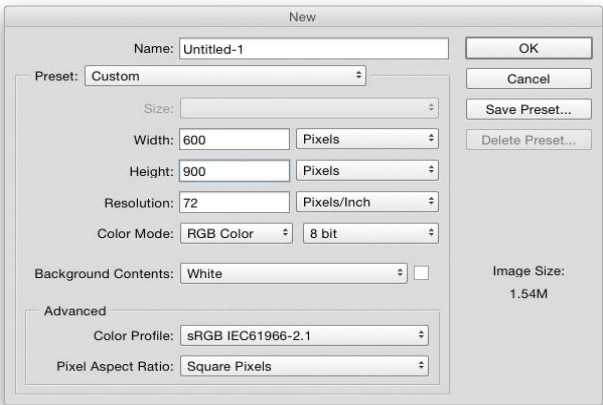 New
Name: Untitled-1 OK
Preset: Custom Cancel
Size: Save Preset...
Width: 600 Pixels Delete Preset...
Height: 900 Pixels
Resolution: 72 Pixels/Inch
Color Mode: RGB Color 8 bit
Background Contents: White Image Size:
1.54M
Advanced
Color Profile: sRGB IEC61966-2.1
Pixel Aspect Ratio: Square Pixels